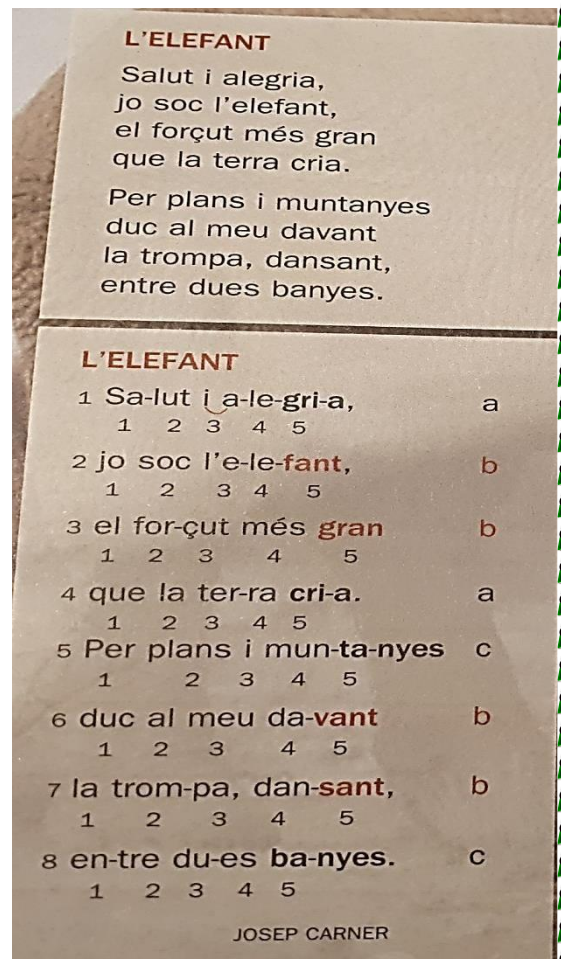 L'ELEFANT
Salut i alegria,
jo soc l'elefant,
el forçut més gran
que la terra cria.
Per plans i muntanyes
duc al meu davant
la trompa, dansant,
entre dues banyes.
L'ELEFANT
1 Sa-lut i a-le-gri-a, a
1 2 3 4 5
2 jo soc l'e-le-fant, b
1 2 3 4 5
3 el for-çut més gran b
1 2 3 4 5
4 que la ter-ra cri-a. a
1 2 3 4 5
5 Per plans i mun-ta-nyes c
1 2 3 4 5
6 duc al meu da-vant b
1 2 3 4 5
7 la trom-pa, dan-sant, b
1 2 3 4 5
8 en-tre du-es ba-nyes. c
1 2 3 4 5
JOSEP CARNER